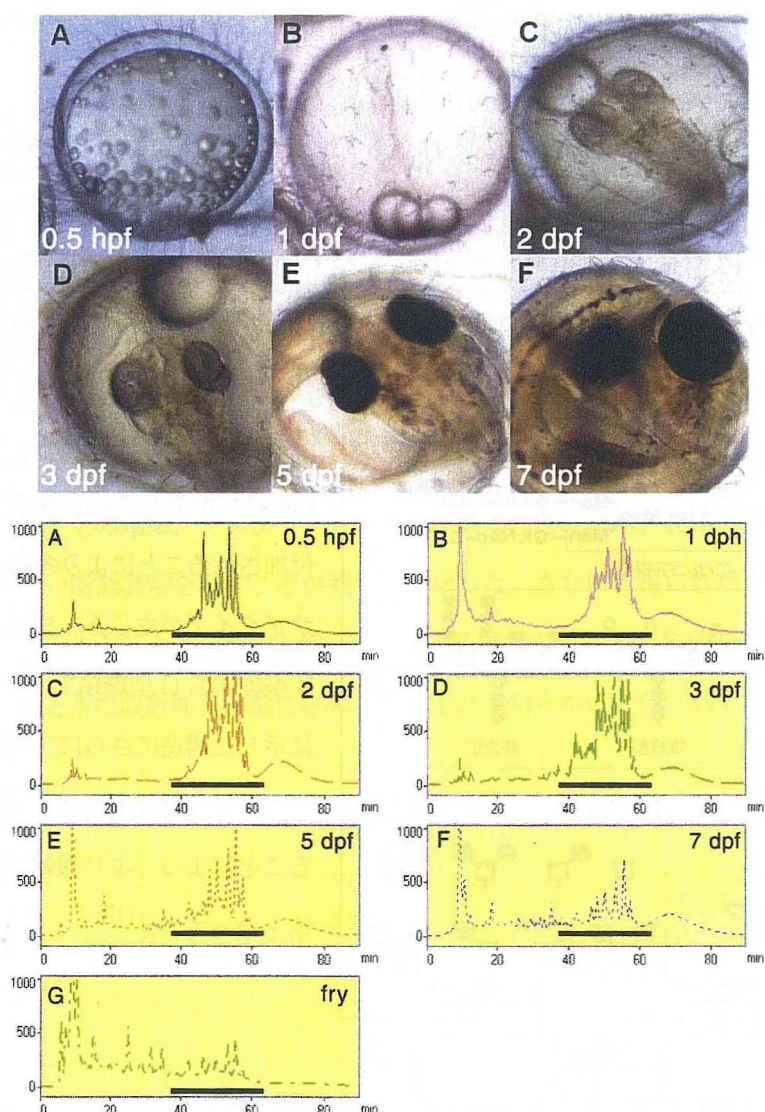 A B C
0.5 hpf 1 dpf 2 dpf
D E F
3 dpf 5 dpf 7 dpf
1000 A 0.5 hpf
500
0
0 20 40 60 80 min
1000 B 1 dph
500
0
0 20 40 60 80 min
1000 C 2 dpf
500
0
0 20 40 60 80 min
1000 D 3 dpf
500
0
0 20 40 60 80 min
1000 E 5 dpf
500
0
0 20 40 60 80 min
1000 F 7 dpf
500
0
0 20 40 60 80 min
1000 G fry
500
0
0 20 40 60 80 min